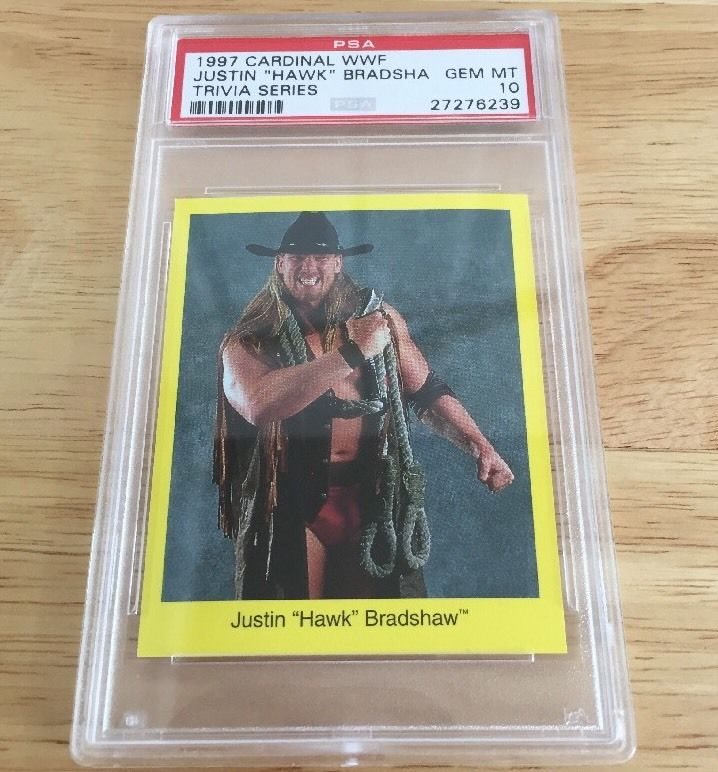 PSA
1997 CARDINAL WWF
JUSTIN "HAWK" BRADSHA GEM MT
TRIVIA SERIES 10
PSA 27276239
Justin “Hawk” Bradshaw™